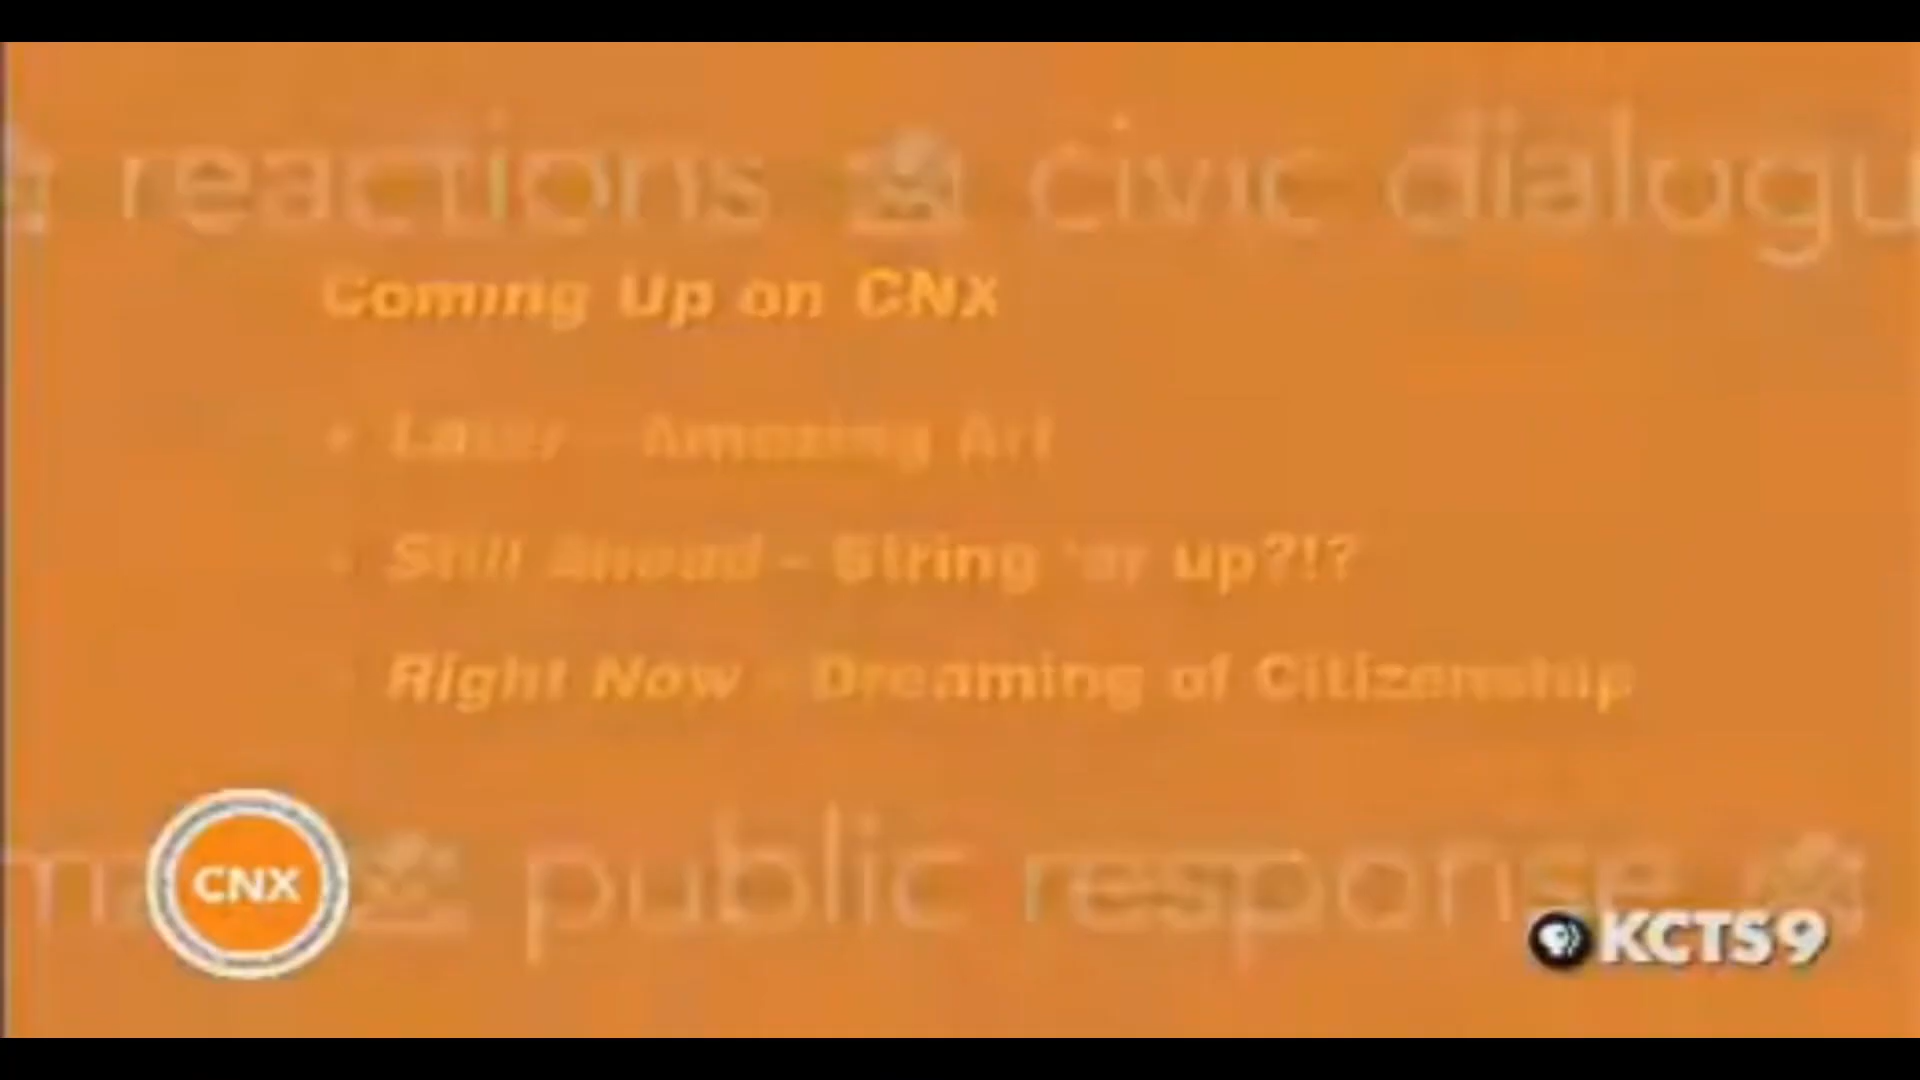 reactions civic dialogu
Coming Up on CNX
• Later - Amazing Art
• Still Ahead - String 'er up?!?
• Right Now - Dreaming of Citizenship
CNX
public response
KCTS9